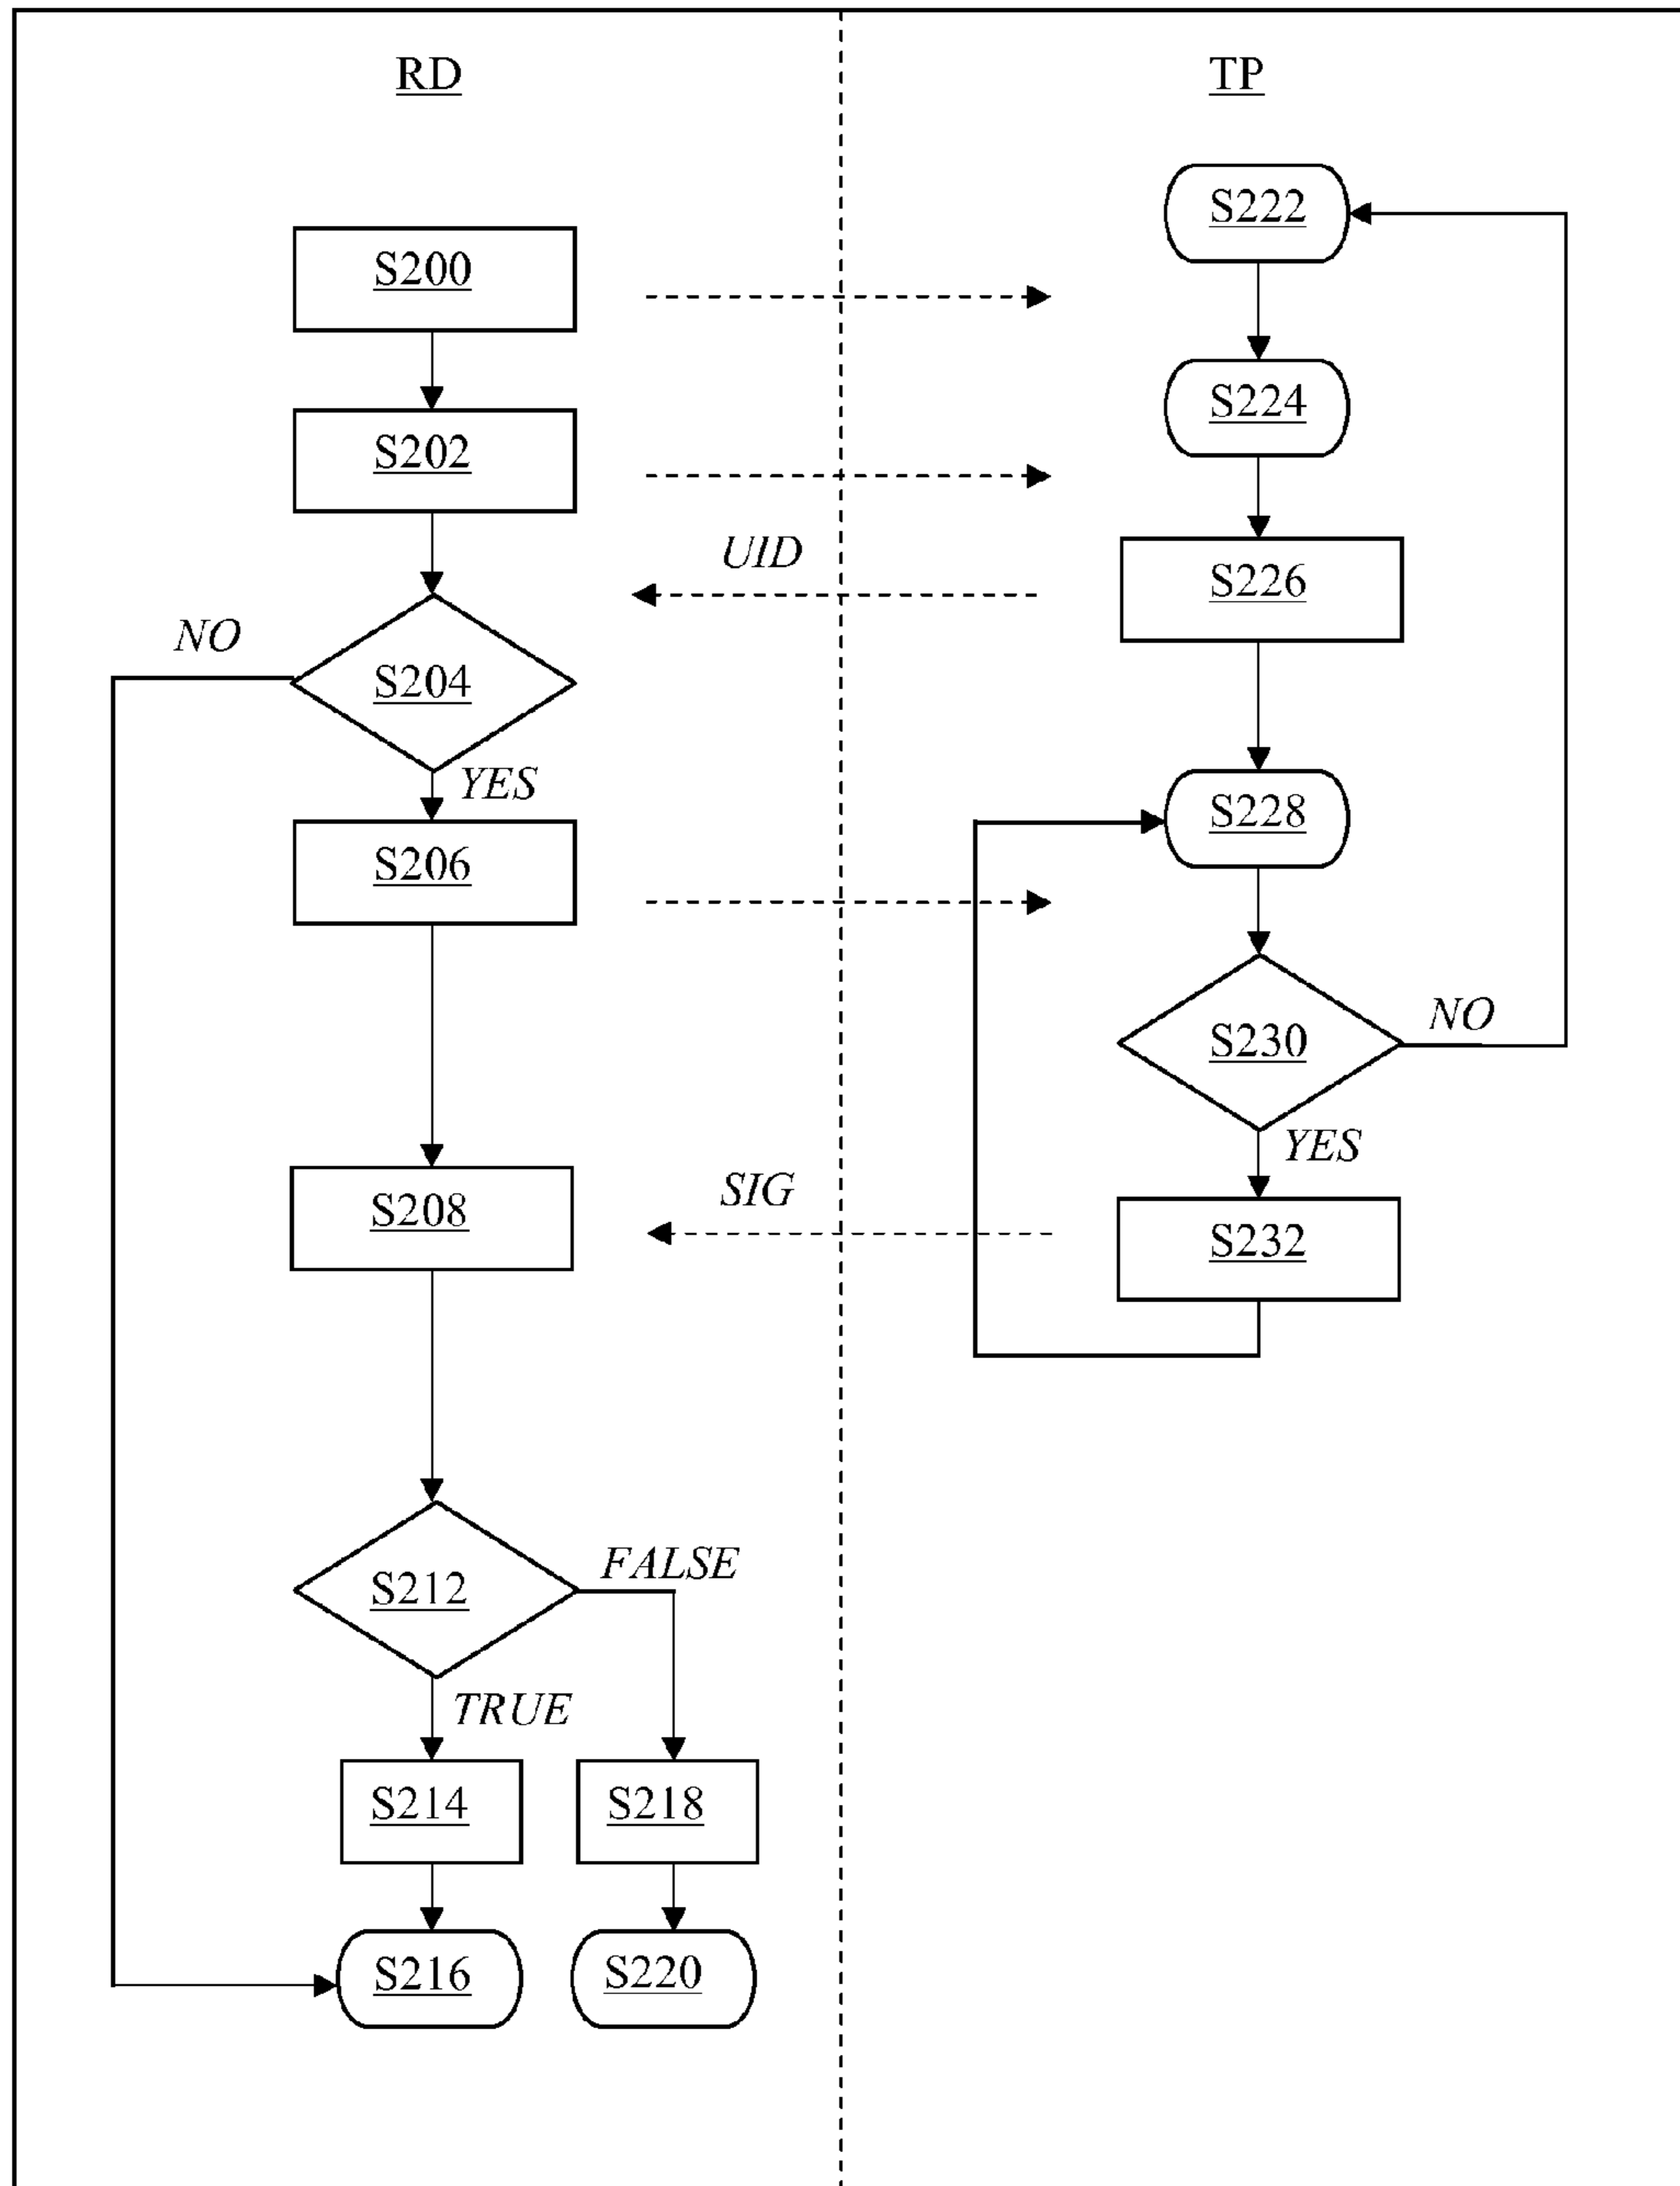 RD
TP
S222
S200
S224
S202
UID
S226
NO
S204
YES
S228
S206
NO
S230
YES
SIG
S208
S232
FALSE
S212
TRUE
S214
S218
S216
S220